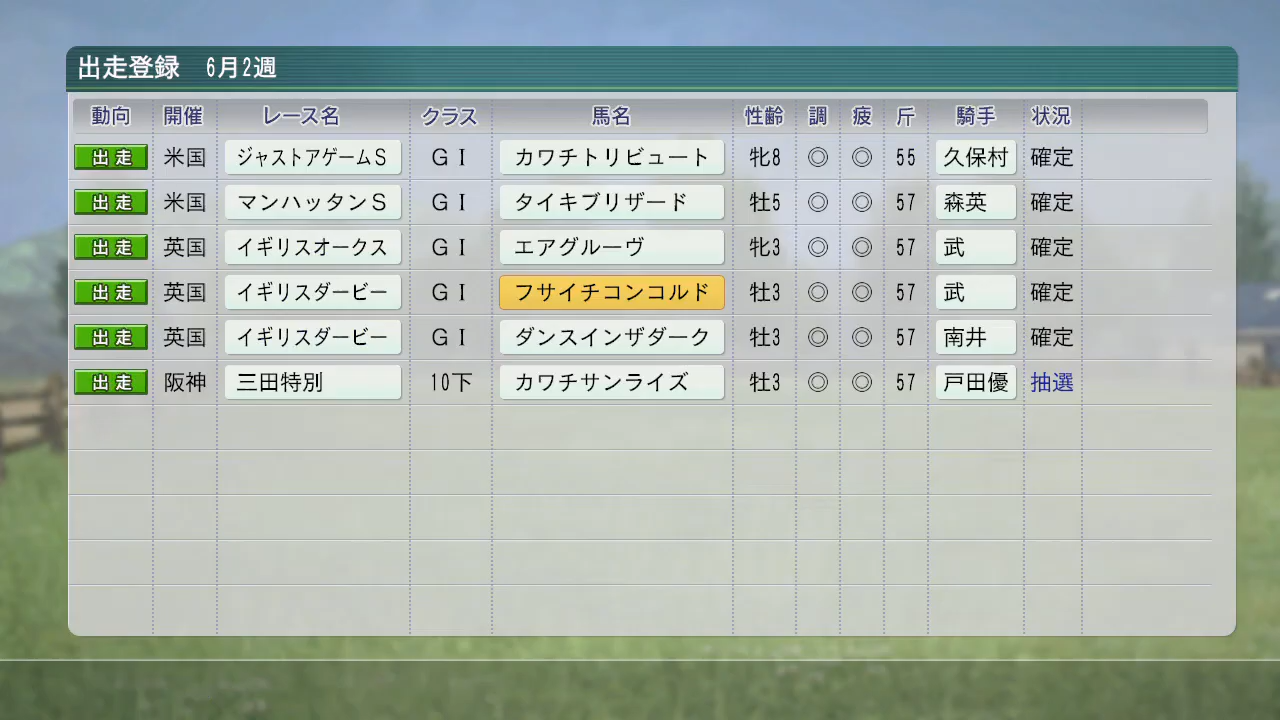 出走登録 6月2週
動向 開催 レース名 クラス 馬名 性齢 調 疲 斤 騎手 状況
出走 米国 ジャストアゲームＳ ＧⅠ カワチトリビュート 牝8 ◎ ◎ 55 久保村 確定
出走 米国 マンハッタンＳ ＧⅠ タイキブリザード 牡5 ◎ ◎ 57 森英 確定
出走 英国 イギリスオークス ＧⅠ エアグルーヴ 牝3 ◎ ◎ 57 武 確定
出走 英国 イギリスダービー ＧⅠ フサイチコンコルド 牡3 ◎ ◎ 57 武 確定
出走 英国 イギリスダービー ＧⅠ ダンスインザダーク 牡3 ◎ ◎ 57 南井 確定
出走 阪神 三田特別 10下 カワチサンライズ 牡3 ◎ ◎ 57 戸田優 抽選